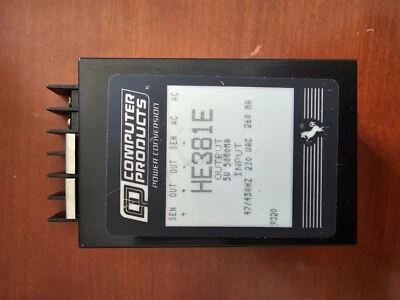 COMPUTER
PRODUCTS
POWER CONVERSION
SEN OUT OUT SEN AC AC
+ + - -
HE381E
OUTPUT
5V 5000MA
INPUT
47/450HZ 230 VAC 260 MA
9320